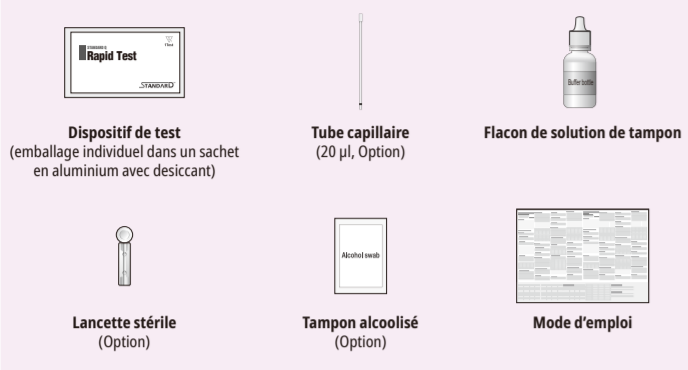 STANDARD Q
Rapid Test
1Test
STANDARD
Dispositif de test
(emballage individuel dans un sachet
en aluminium avec desiccant)
Tube capillaire
(20 µl, Option)
Buffer bottle
Flacon de solution de tampon
Lancette stérile
(Option)
Alcohol swab
Tampon alcoolisé
(Option)
Mode d’emploi